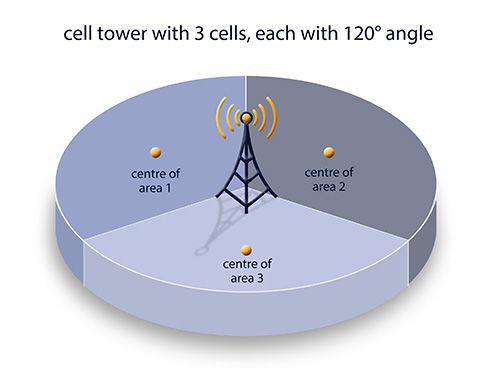 cell tower with 3 cells, each with 120° angle
centre of
area 1
centre of
area 2
centre of
area 3